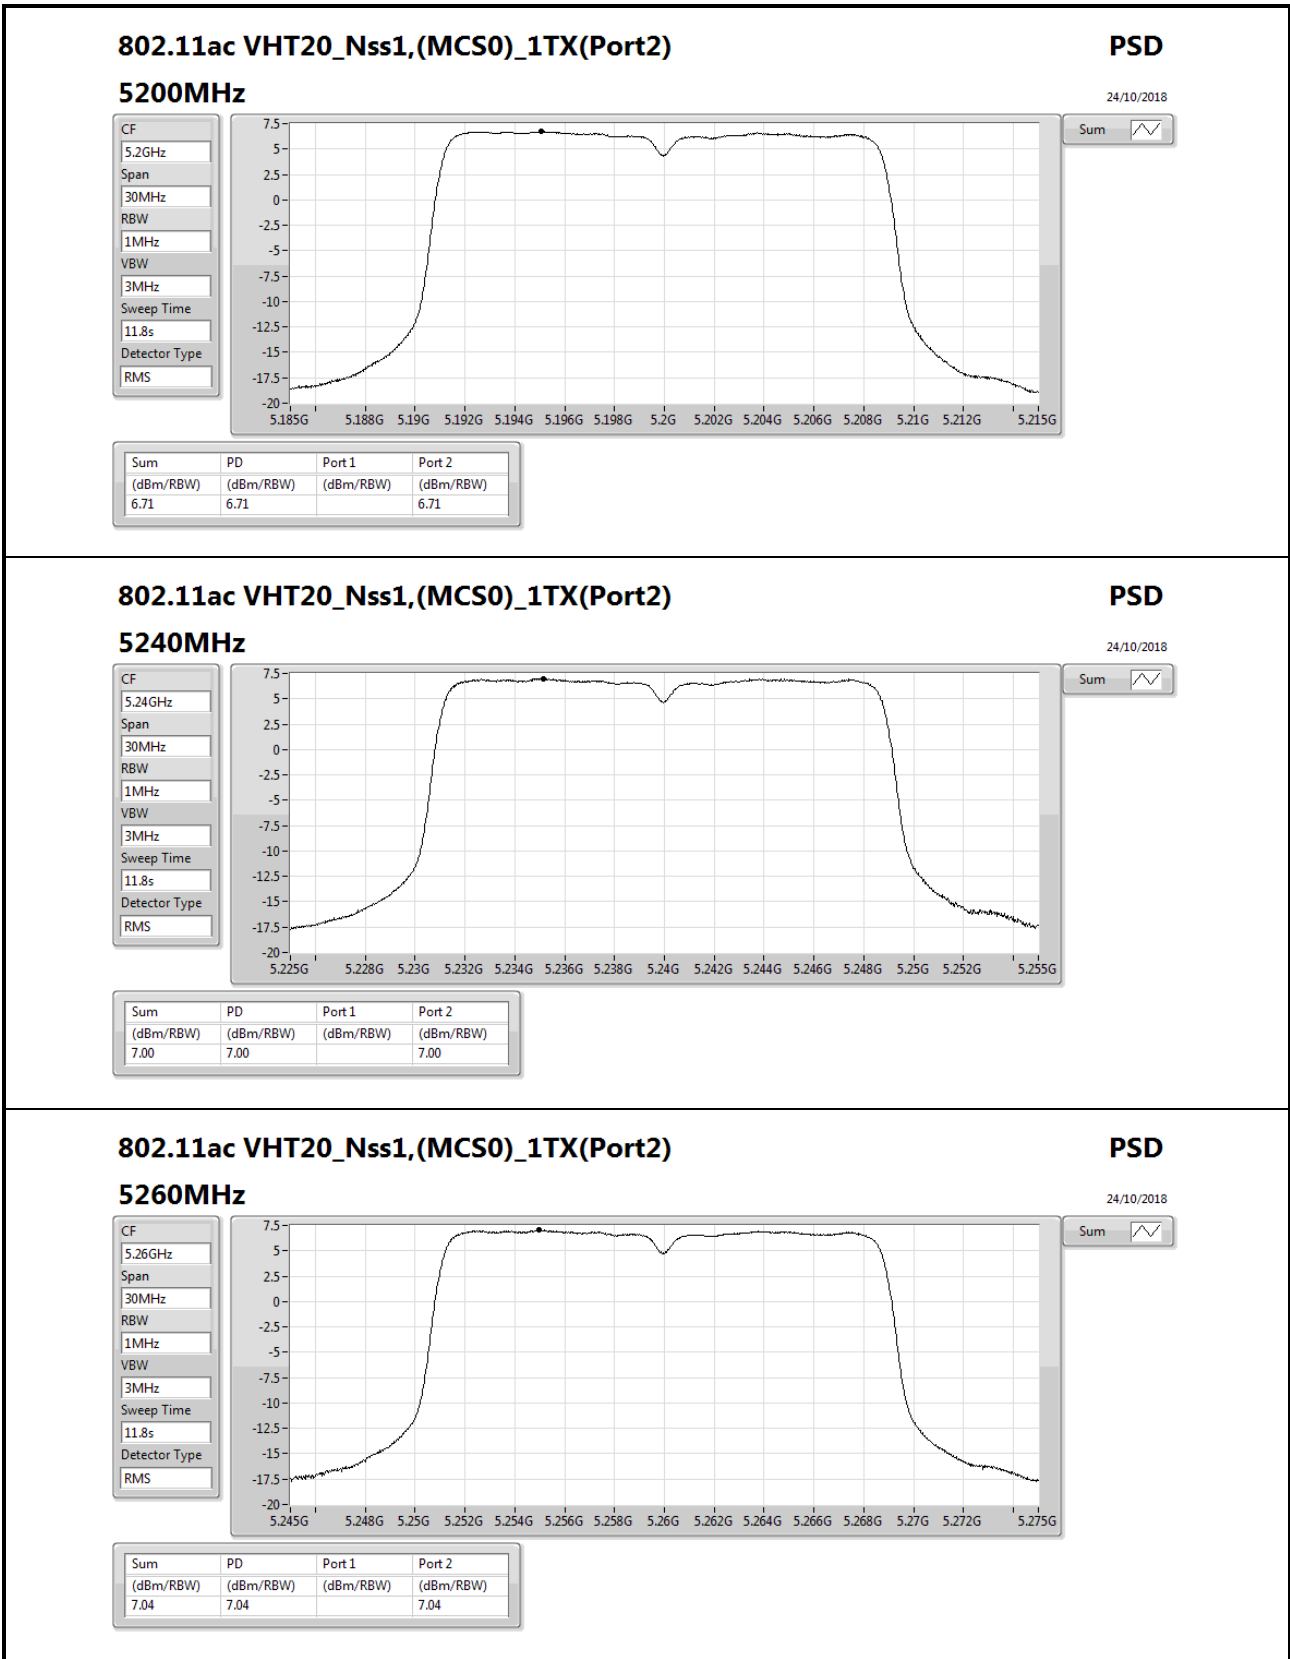 802.11ac VHT20_Nss1,(MCS0)_1TX(Port2) PSD
5200MHz 24/10/2018
CF
5.2GHz
Span
30MHz
RBW
1MHz
VBW
3MHz
Sweep Time
11.8s
Detector Type
RMS
7.5
5
2.5
0
-2.5
-5
-7.5
-10
-12.5
-15
-17.5
-20
5.185G 5.188G 5.19G 5.192G 5.194G 5.196G 5.198G 5.2G 5.202G 5.204G 5.206G 5.208G 5.21G 5.212G 5.215G
Sum
Sum PD Port 1 Port 2
(dBm/RBW) (dBm/RBW) (dBm/RBW) (dBm/RBW)
6.71 6.71 6.71
802.11ac VHT20_Nss1,(MCS0)_1TX(Port2) PSD
5240MHz 24/10/2018
CF
5.24GHz
Span
30MHz
RBW
1MHz
VBW
3MHz
Sweep Time
11.8s
Detector Type
RMS
7.5
5
2.5
0
-2.5
-5
-7.5
-10
-12.5
-15
-17.5
-20
5.225G 5.228G 5.23G 5.232G 5.234G 5.236G 5.238G 5.24G 5.242G 5.244G 5.246G 5.248G 5.25G 5.252G 5.255G
Sum
Sum PD Port 1 Port 2
(dBm/RBW) (dBm/RBW) (dBm/RBW) (dBm/RBW)
7.00 7.00 7.00
802.11ac VHT20_Nss1,(MCS0)_1TX(Port2) PSD
5260MHz 24/10/2018
CF
5.26GHz
Span
30MHz
RBW
1MHz
VBW
3MHz
Sweep Time
11.8s
Detector Type
RMS
7.5
5
2.5
0
-2.5
-5
-7.5
-10
-12.5
-15
-17.5
-20
5.245G 5.248G 5.25G 5.252G 5.254G 5.256G 5.258G 5.26G 5.262G 5.264G 5.266G 5.268G 5.27G 5.272G 5.275G
Sum
Sum PD Port 1 Port 2
(dBm/RBW) (dBm/RBW) (dBm/RBW) (dBm/RBW)
7.04 7.04 7.04